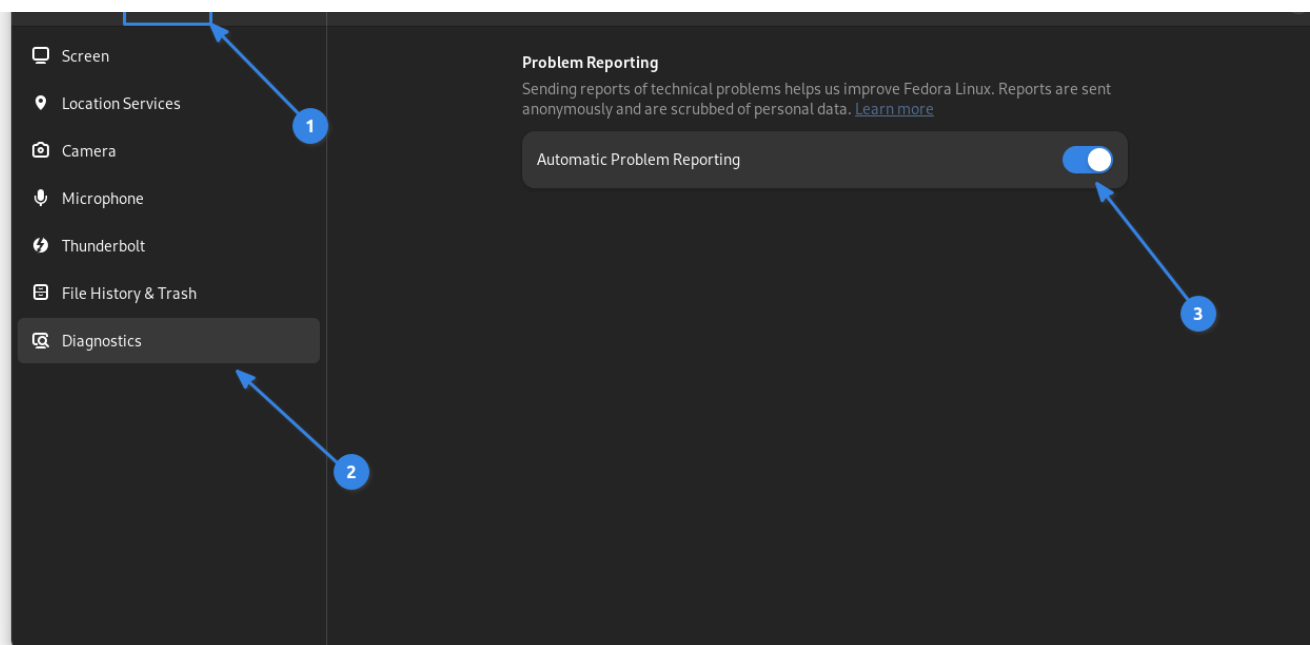 Screen
Location Services
Camera
Microphone
Thunderbolt
File History & Trash
Diagnostics
Problem Reporting
Sending reports of technical problems helps us improve Fedora Linux. Reports are sent
anonymously and are scrubbed of personal data. Learn more
Automatic Problem Reporting
1
2
3